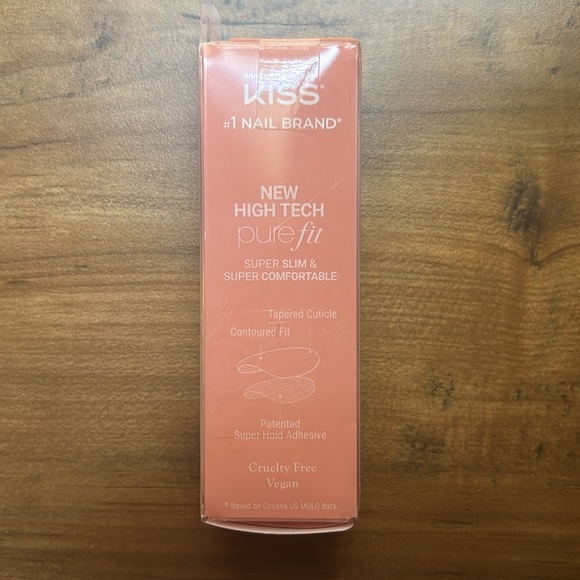 KISS®
#1 NAIL BRAND*
NEW
HIGH TECH
pure fit
SUPER SLIM &
SUPER COMFORTABLE
Tapered Cuticle
Contoured Fit
Patented
Super Hold Adhesive
Cruelty Free
Vegan
* Based on Circana US MULO data